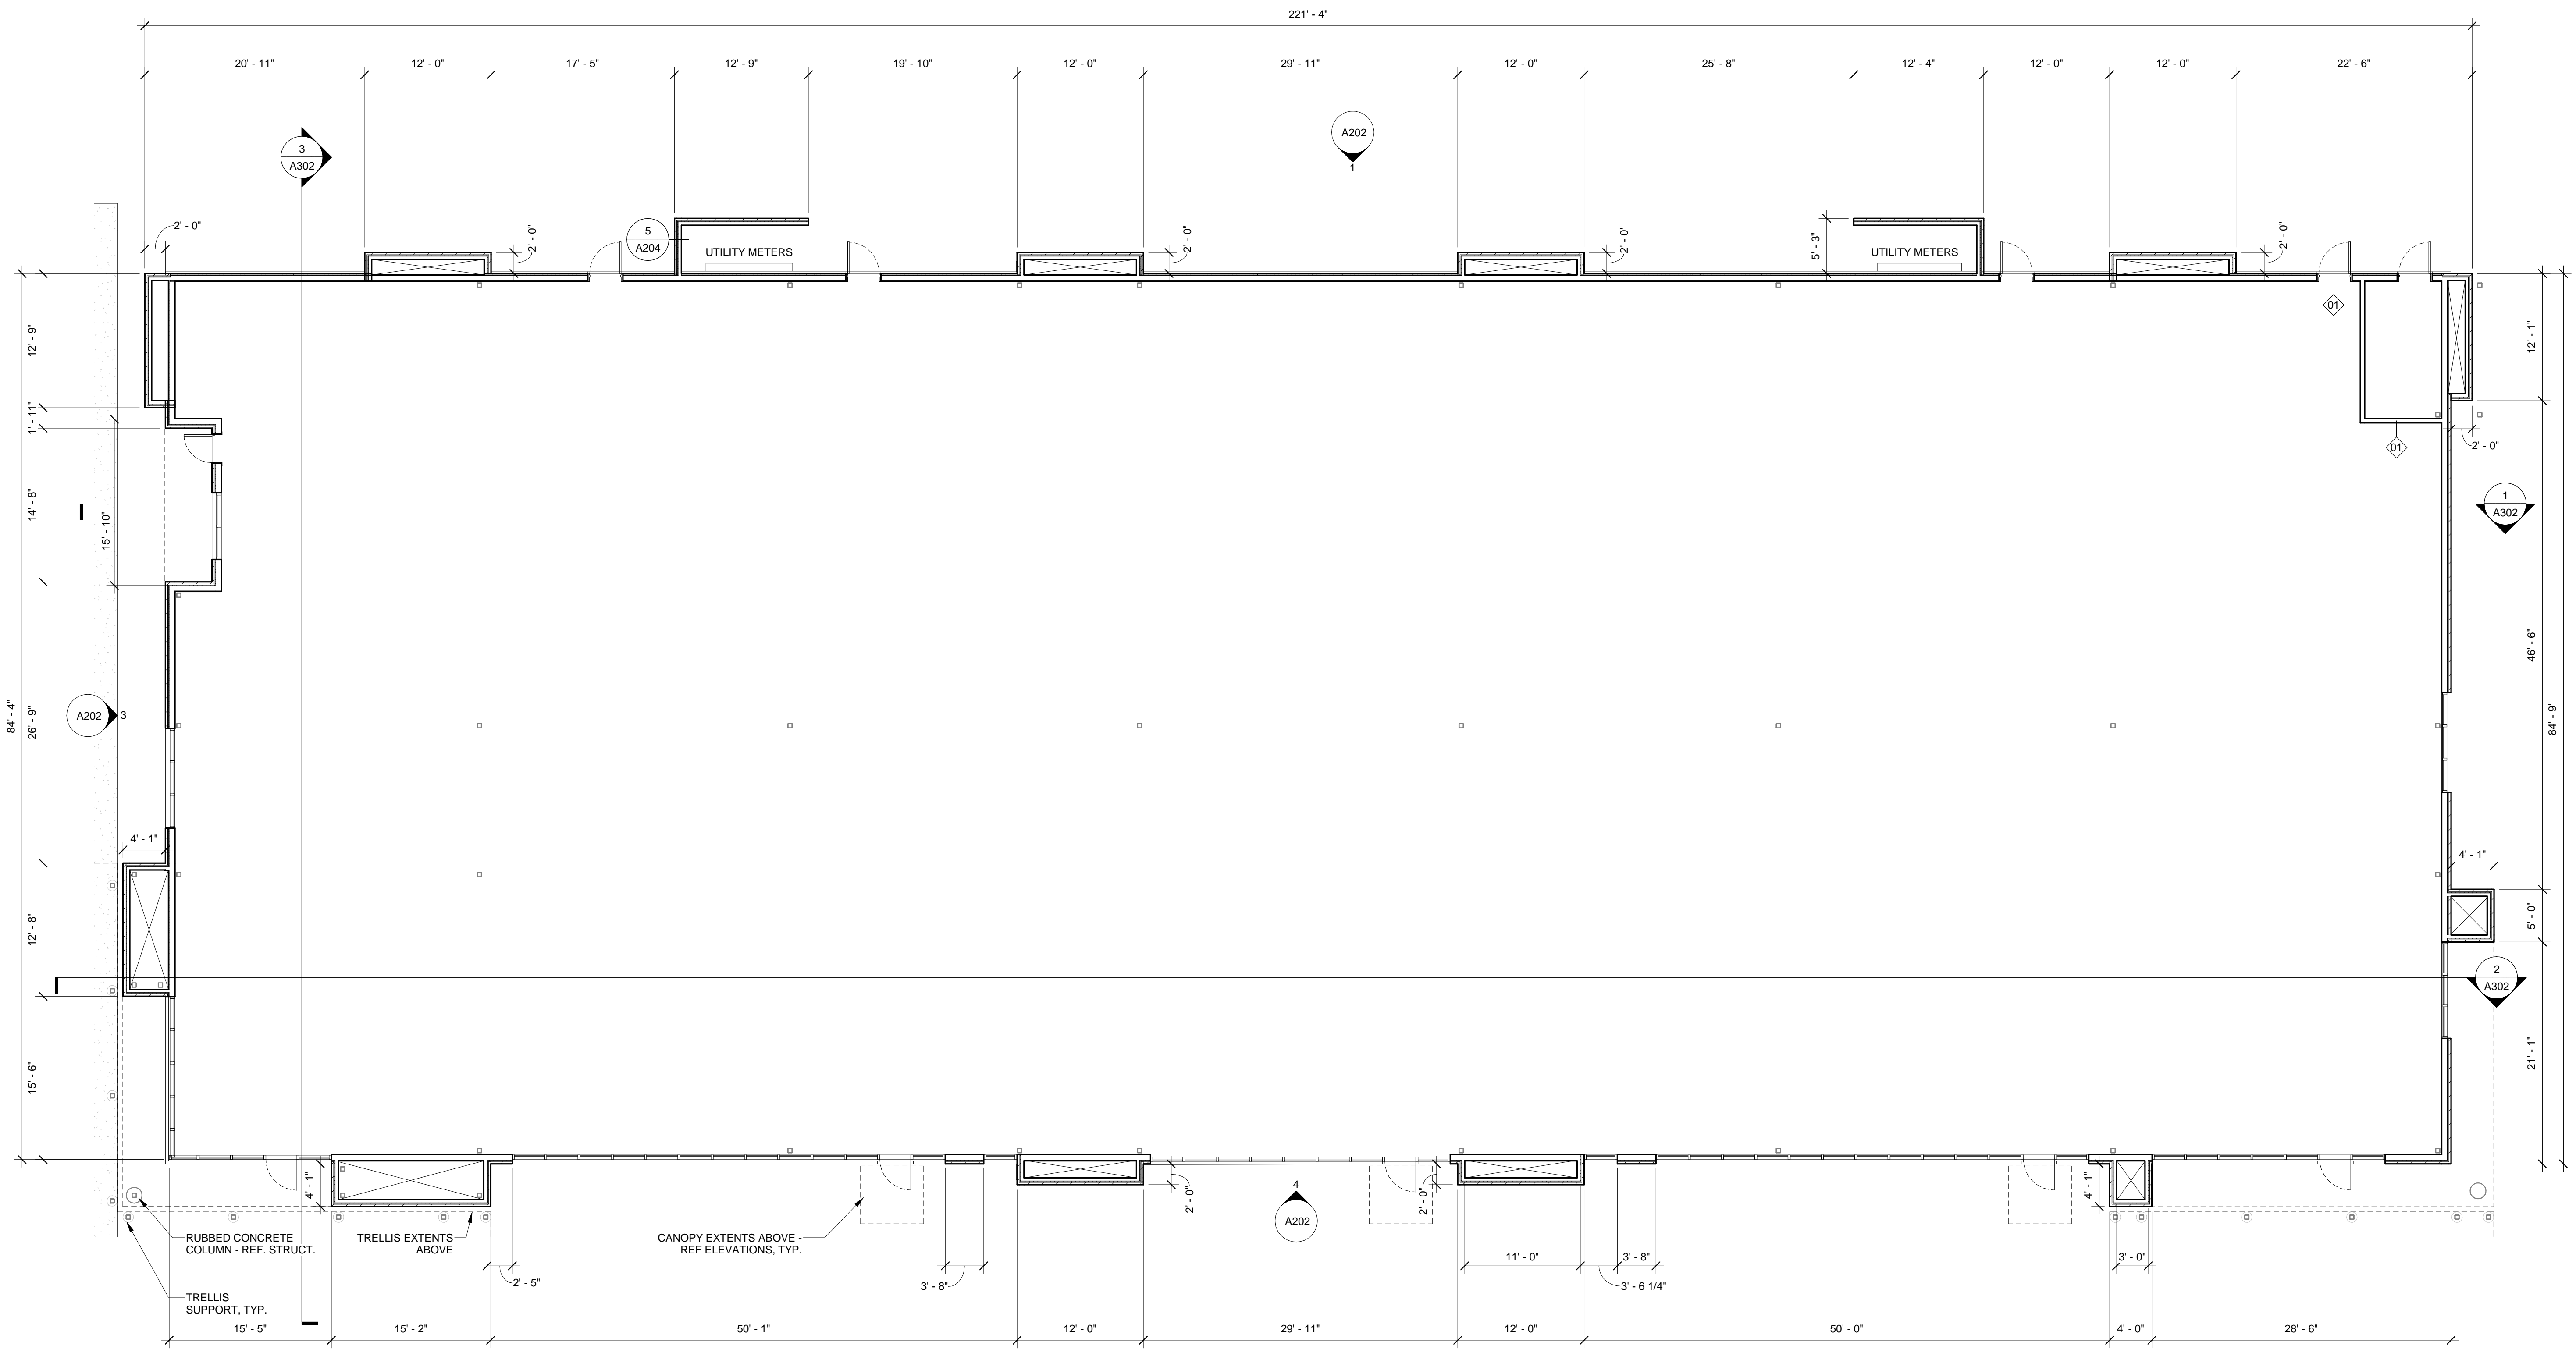 221' - 4"
20' - 11"
12' - 0"
17' - 5"
12' - 9"
19' - 10"
12' - 0"
29' - 11"
12' - 0"
25' - 8"
12' - 4"
12' - 0"
12' - 0"
22' - 6"
3
A302
A202
1
2' - 0"
2' - 0"
5
A204
UTILITY METERS
2' - 0"
2' - 0"
5' - 3"
UTILITY METERS
2' - 0"
12' - 9"
01
12' - 1"
1' - 11"
01
2' - 0"
14' - 8"
15' - 10"
1
A302
84' - 4"
26' - 9"
A202
3
46' - 6"
84' - 9"
4' - 1"
4' - 1"
12' - 8"
5' - 0"
2
A302
15' - 6"
21' - 1"
4' - 1"
2' - 0"
4
A202
2' - 0"
4' - 1"
RUBBED CONCRETE
COLUMN - REF. STRUCT.
TRELLIS EXTENTS
ABOVE
CANOPY EXTENTS ABOVE -
REF ELEVATIONS, TYP.
11' - 0"
3' - 8"
3' - 0"
2' - 5"
3' - 8"
3' - 6 1/4"
TRELLIS
SUPPORT, TYP.
15' - 5"
15' - 2"
50' - 1"
12' - 0"
29' - 11"
12' - 0"
50' - 0"
4' - 0"
28' - 6"